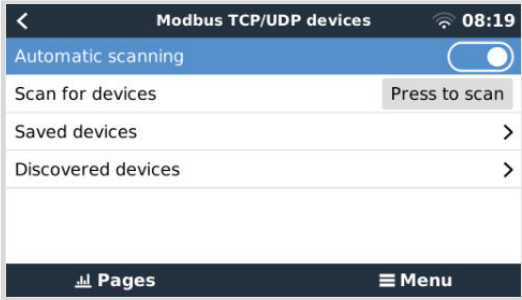 Modbus TCP/UDP devices 08:19
Automatic scanning
Scan for devices Press to scan
Saved devices
Discovered devices
Pages Menu